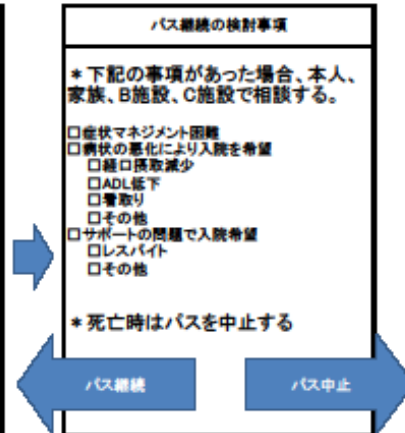 パス継続の検討事項
*下記の事項があった場合、本人、
家族、B施設、C施設で相談する。
□症状マネジメント困難
□病状の悪化により入院を希望
□経口摂取減少
□ADL低下
□看取り
□その他
□サポートの問題で入院希望
□レスパイト
□その他
*死亡時はパスを中止する
パス継続
パス中止